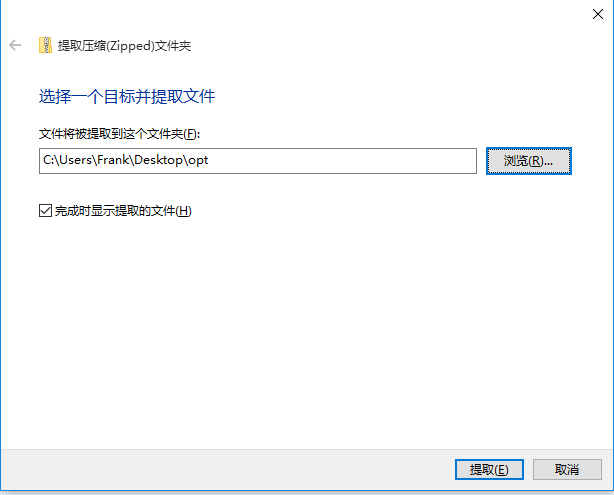 提取压缩(Zipped)文件夹
选择一个目标并提取文件
文件将被提取到这个文件夹(F):
C:\Users\Frank\Desktop\opt
浏览(R)...
完成时显示提取的文件(H)
提取(E)
取消